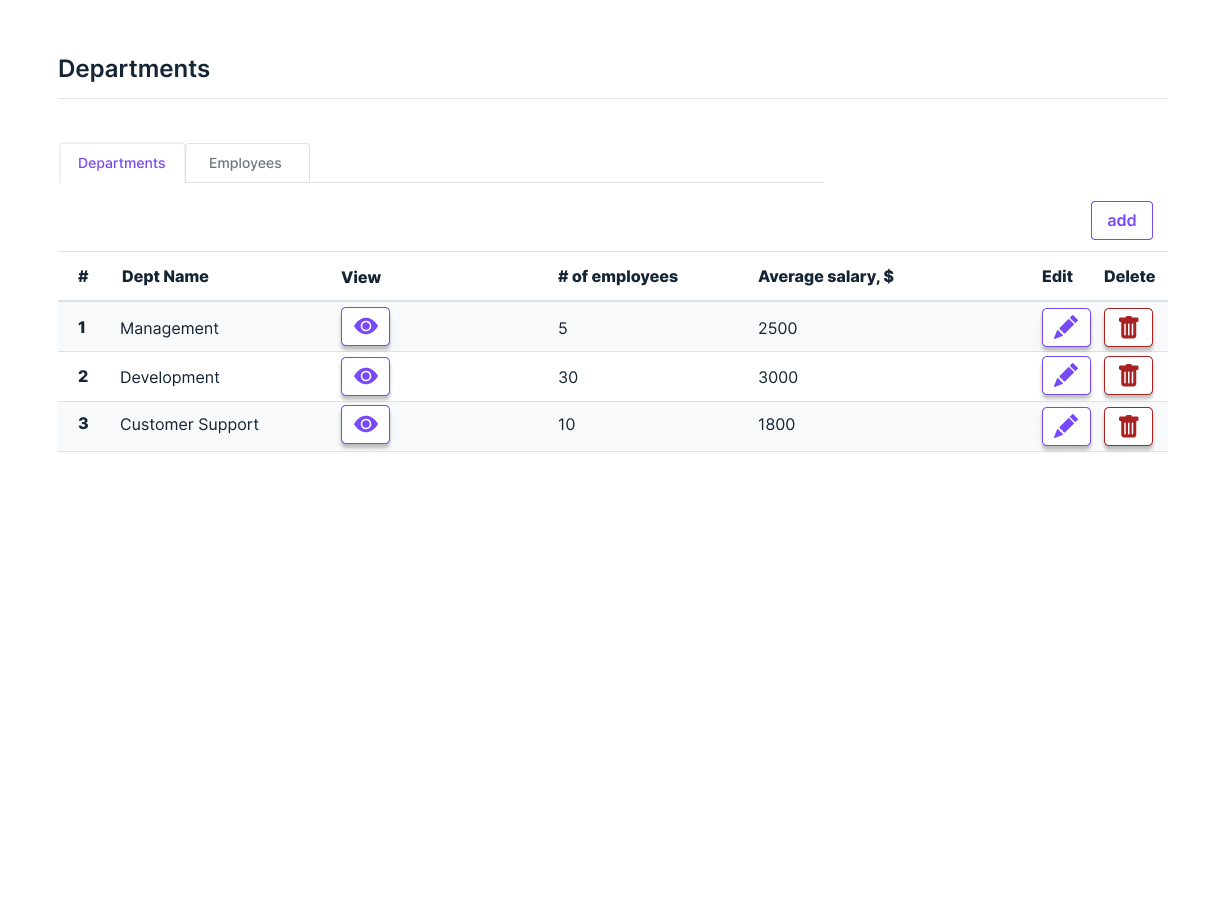 Departments
Departments Employees
add
# Dept Name View # of employees Average salary, $ Edit Delete
1 Management 5 2500
2 Development 30 3000
3 Customer Support 10 1800